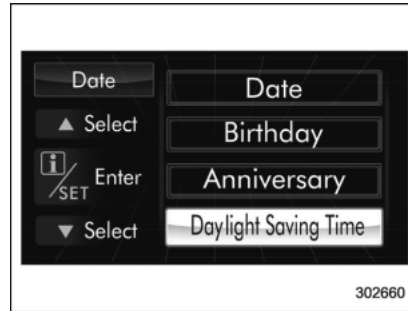 Date
▲ Select
i/SET Enter
▼ Select
Date
Birthday
Anniversary
Daylight Saving Time
302660